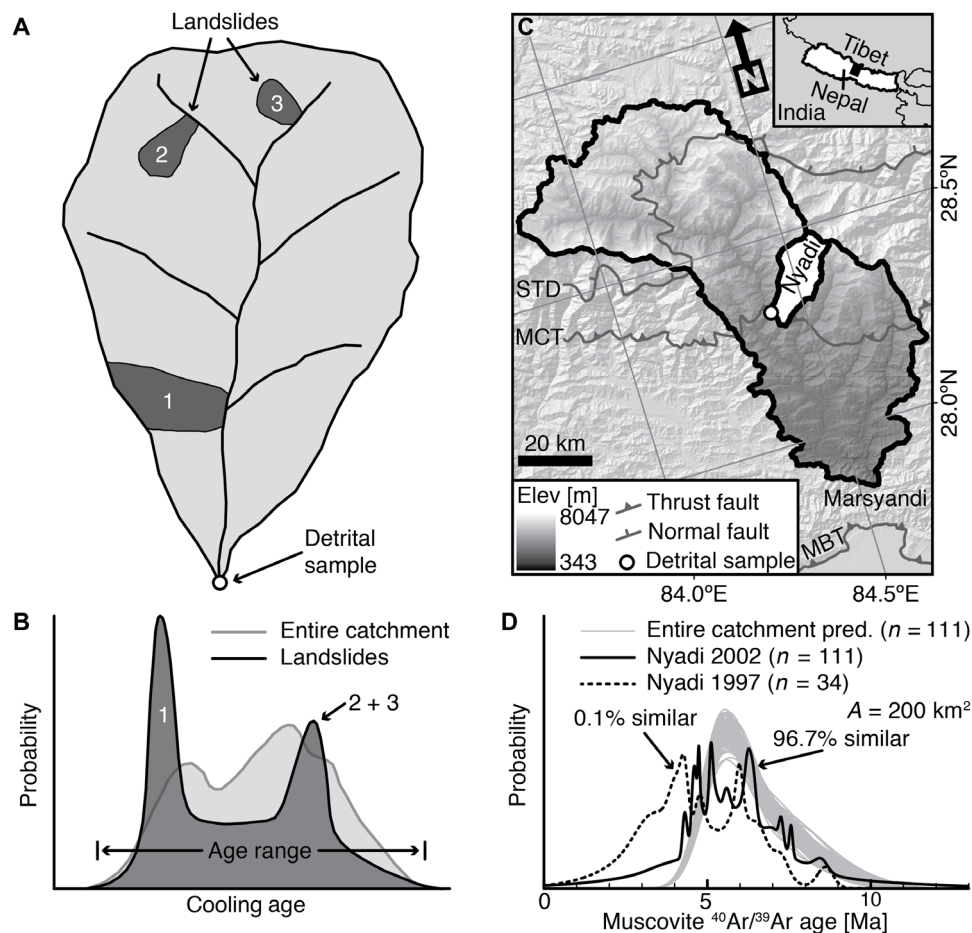 A
Landslides
3
2
1
Detrital
sample
C
N
Tibet
Nepal
India
Nyadi
STD
MCT
28.5ºN
28.0ºN
20 km
Marsyandi
Elev [m]
8047
343
Thrust fault
Normal fault
Detrital sample
MBT
84.0ºE
84.5ºE
B
Entire catchment
Landslides
1
2 + 3
Age range
Probability
Cooling age
D
Entire catchment pred. (n = 111)
Nyadi 2002 (n = 111)
Nyadi 1997 (n = 34)
A = 200 km²
0.1% similar
96.7% similar
Probability
0
5
10
Muscovite ⁴⁰Ar/³⁹Ar age [Ma]